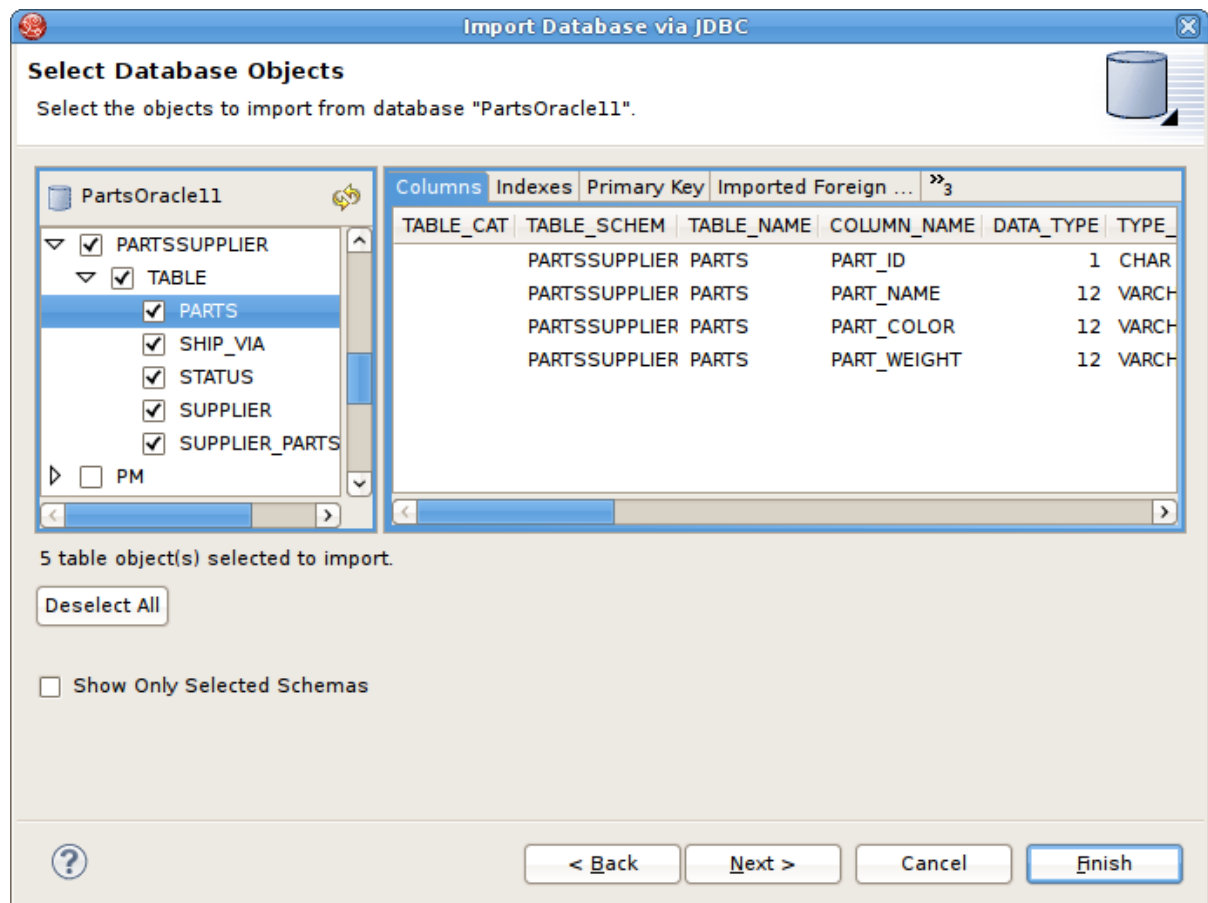 Import Database via JDBC
Select Database Objects
Select the objects to import from database "PartsOracle11".
PartsOracle11
PARTSSUPPLIER
TABLE
PARTS
SHIP_VIA
STATUS
SUPPLIER
SUPPLIER_PARTS
PM
Columns Indexes Primary Key Imported Foreign ... »3
TABLE_CAT TABLE_SCHEM TABLE_NAME COLUMN_NAME DATA_TYPE TYPE_
PARTSSUPPLIER PARTS PART_ID 1 CHAR
PARTSSUPPLIER PARTS PART_NAME 12 VARCH
PARTSSUPPLIER PARTS PART_COLOR 12 VARCH
PARTSSUPPLIER PARTS PART_WEIGHT 12 VARCH
5 table object(s) selected to import.
Deselect All
Show Only Selected Schemas
? < Back Next > Cancel Finish